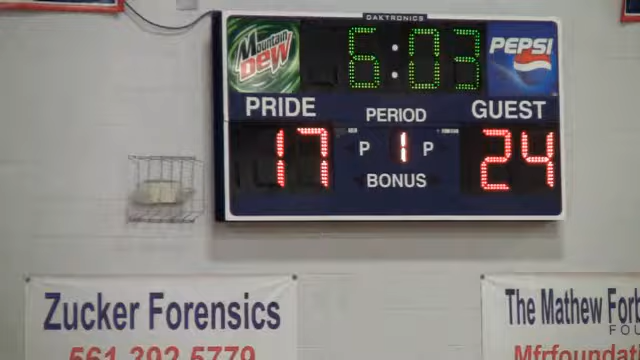 DAKTRONICS
Mountain Dew
6:03
PEPSI
PRIDE
PERIOD
GUEST
17
P 1 P
24
BONUS
Zucker Forensics
561.392.5779
The Mathew Forb
FOU
Mfrfoundat